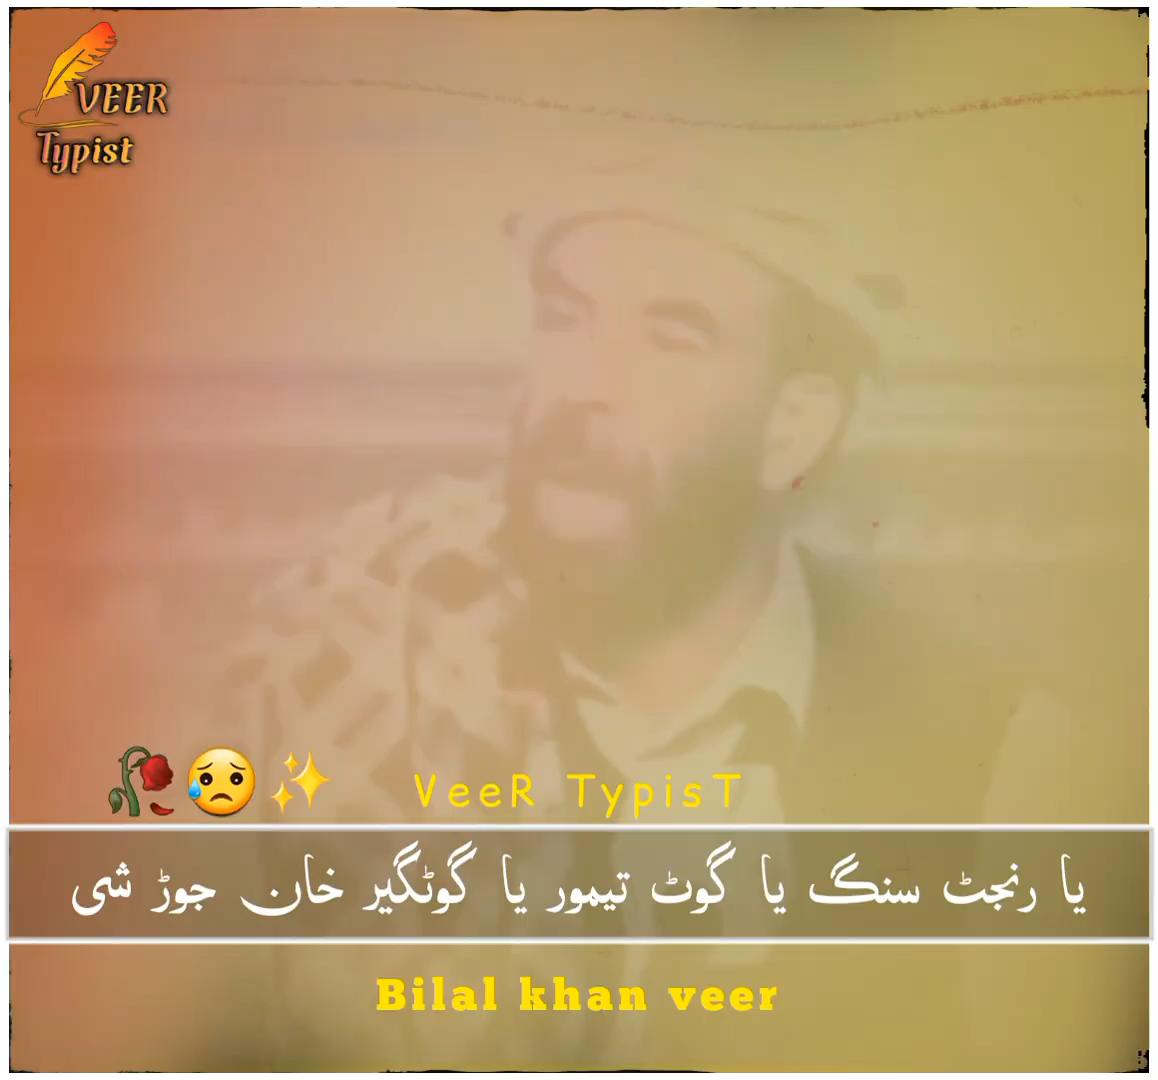 VEER
Typist
VeeR TypisT
یا رنجٹ سنگ یا گوٹ تیمور یا گوٹگیر خان جوڑ شی
Bilal khan veer